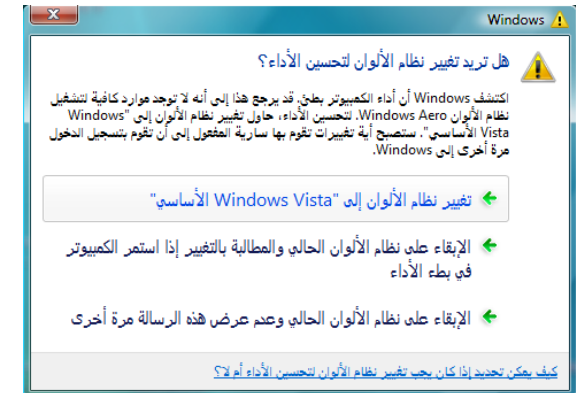 Windows
هل تريد تغيير نظام الألوان لتحسين الأداء؟
اكتشف Windows أن أداء الكمبيوتر بطئ. قد يرجع هذا إلى أنه لا توجد موارد كافية لتشغيل
نظام الألوان Windows Aero. لتحسين الأداء، حاول تغيير نظام الألوان إلى "Windows
Vista الأساسي". ستصبح أية تغييرات تقوم بها سارية المفعول إلى أن تقوم بتسجيل الدخول
مرة أخرى إلى Windows.
تغيير نظام الألوان إلى "Windows Vista الأساسي"
الإبقاء على نظام الألوان الحالي والمطالبة بالتغيير إذا استمر الكمبيوتر
في بطء الأداء
الإبقاء على نظام الألوان الحالي وعدم عرض هذه الرسالة مرة أخرى
كيف يمكن تحديد إذا كان يجب تغيير نظام الألوان لتحسين الأداء أم لا؟